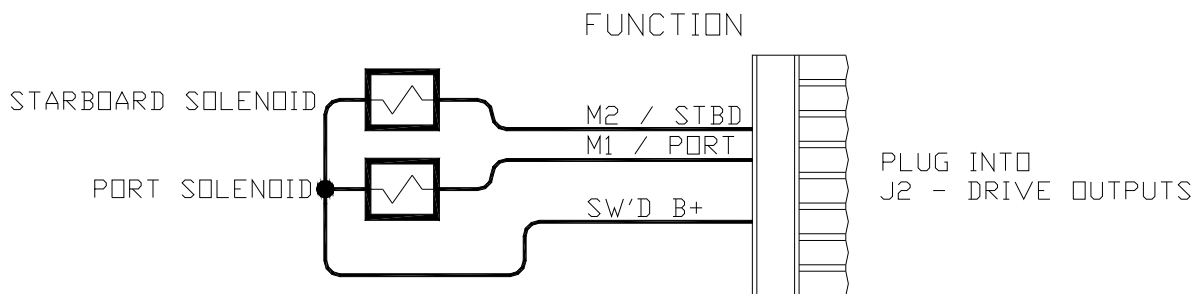 FUNCTION
STARBOARD SOLENOID
M2 / STBD
M1 / PORT
PORT SOLENOID
SW'D B+
PLUG INTO
J2 - DRIVE OUTPUTS